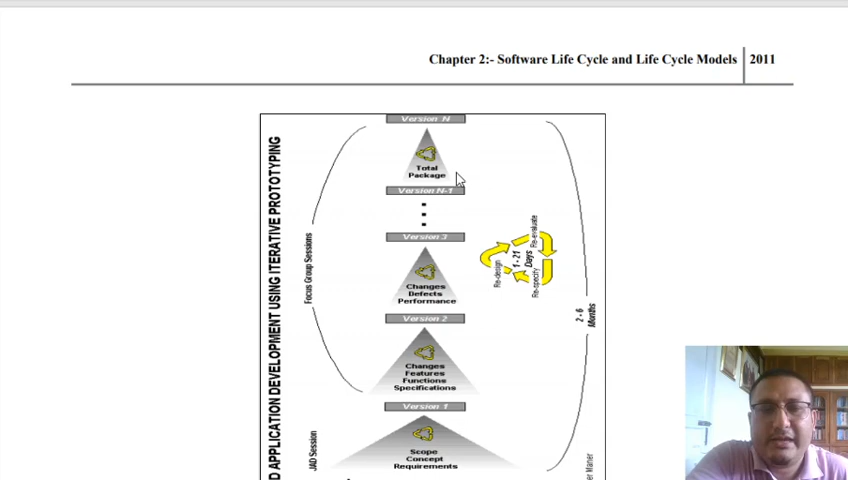 Chapter 2:- Software Life Cycle and Life Cycle Models 2011
D APPLICATION DEVELOPMENT USING ITERATIVE PROTOTYPING
Version N
Total
Package
Version N-1
Version 3
Changes
Defects
Performance
Version 2
Changes
Features
Functions
Specifications
Version 1
Scope
Concept
Requirements
Focus Group Sessions
JAD Session
Re-design
1 - 21
Days
Re-evaluate
Re-specify
2 - 6
Months